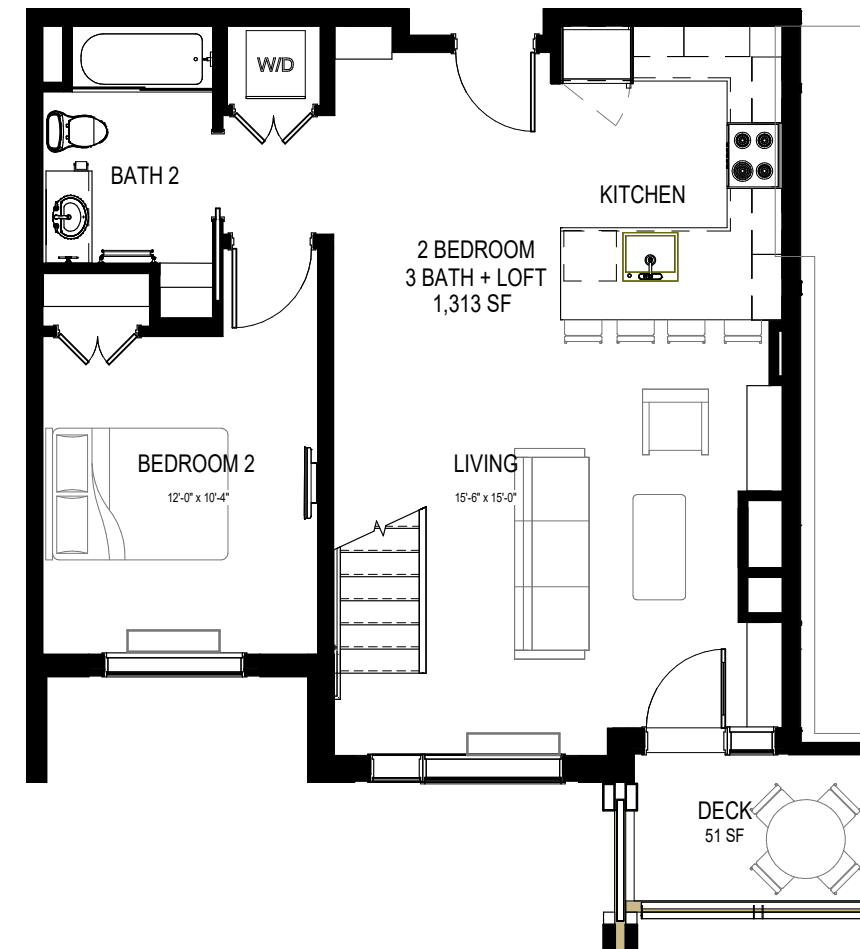 W/D
BATH 2
KITCHEN
2 BEDROOM
3 BATH + LOFT
1,313 SF
BEDROOM 2
12'-0" x 10'-4"
LIVING
15'-6" x 15'-0"
DECK
51 SF